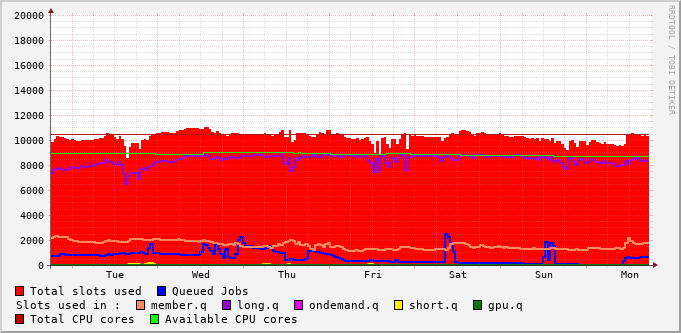 RRDTOOL / TOBI OETIKER
20000
18000
16000
14000
12000
10000
8000
6000
4000
2000
0
Tue Wed Thu Fri Sat Sun Mon
Total slots used Queued Jobs
Slots used in : member.q long.q ondemand.q short.q gpu.q
Total CPU cores Available CPU cores